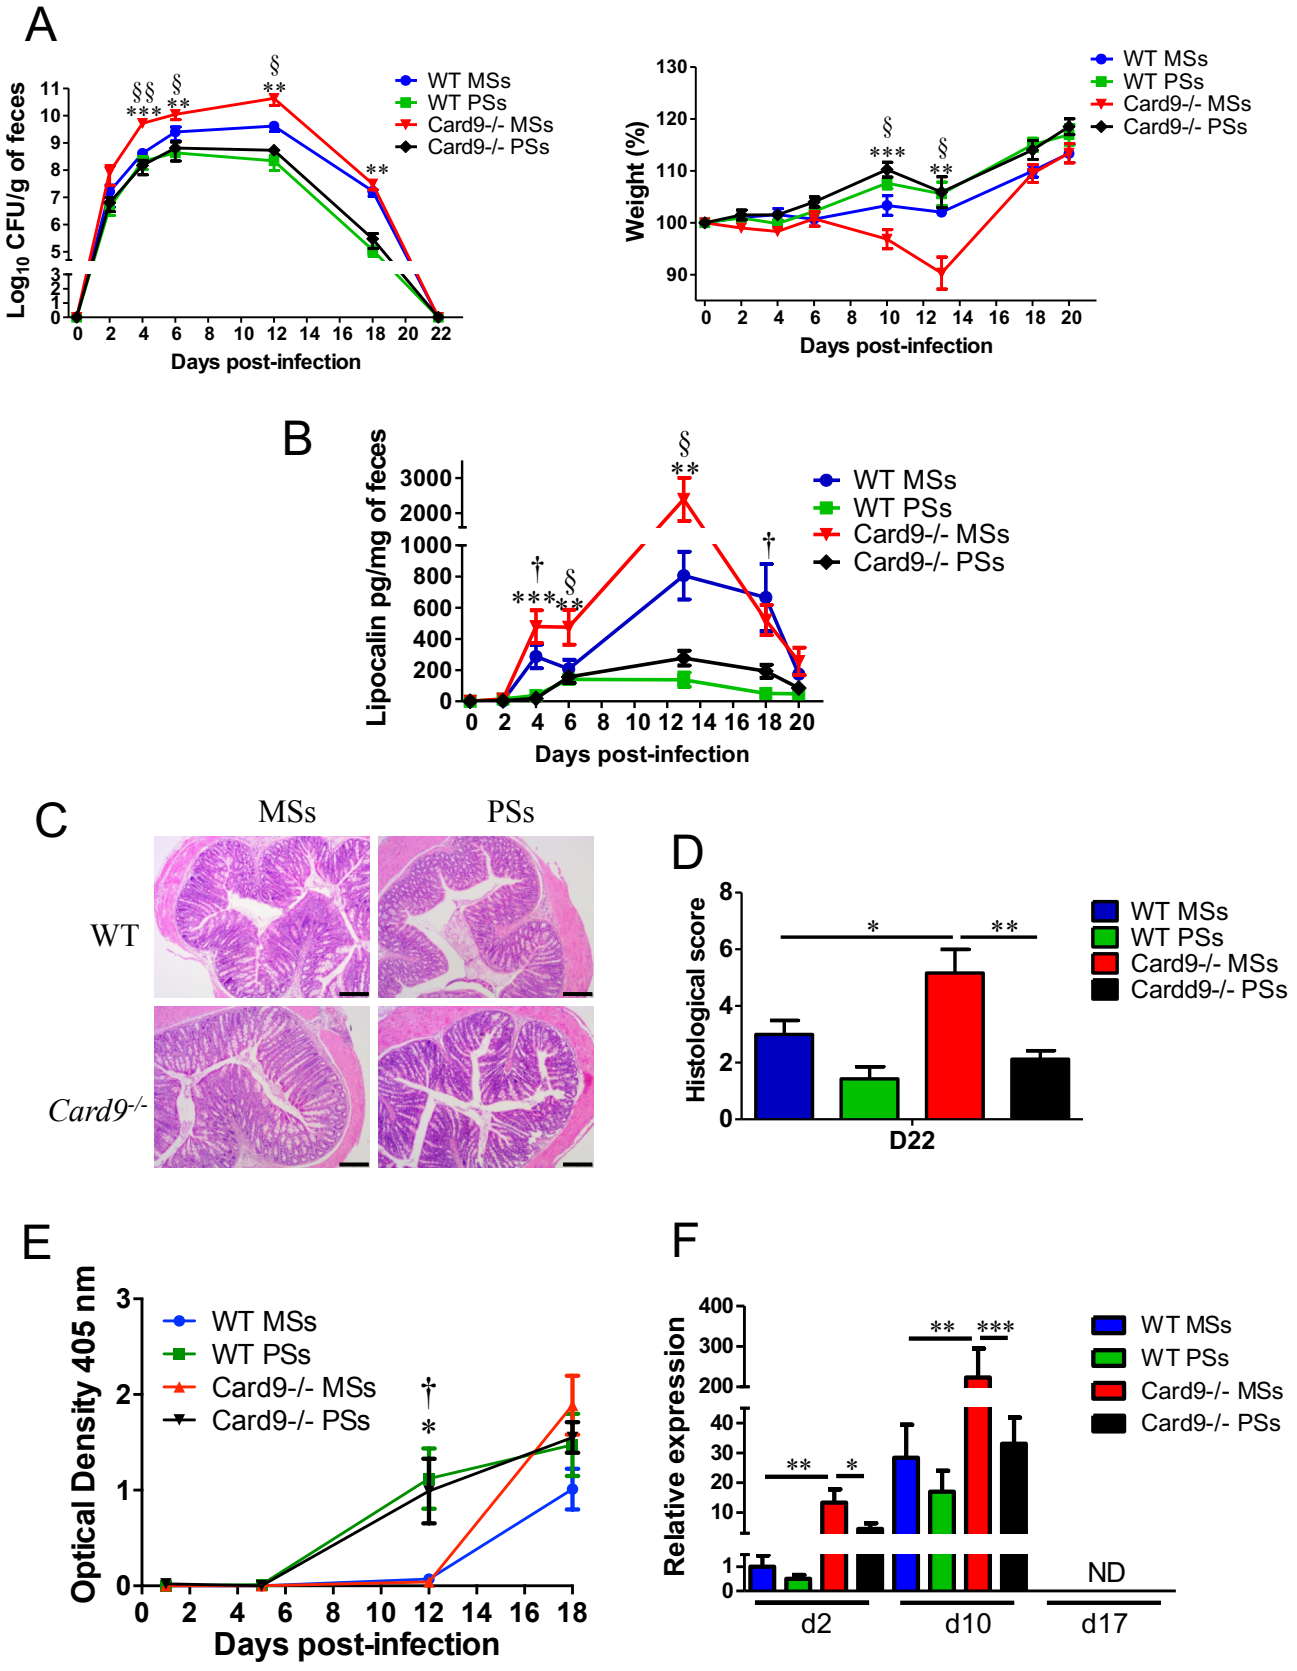 A
Log10 CFU/g of feces
11
10
9
8
7
6
5
3
2
1
0
§§
***
§
**
§
**
**
WT MSs
WT PSs
Card9-/- MSs
Card9-/- PSs
0 2 4 6 8 10 12 14 16 18 20 22
Days post-infection
Weight (%)
130
120
110
100
90
§
***
§
**
WT MSs
WT PSs
Card9-/- MSs
Card9-/- PSs
0 2 4 6 8 10 12 14 16 18 20
Days post-infection
B
Lipocalin pg/mg of feces
3000
2000
1000
800
600
400
200
0
†
***
§
**
§
**
†
WT MSs
WT PSs
Card9-/- MSs
Card9-/- PSs
0 2 4 6 8 10 12 14 16 18 20
Days post-infection
C
MSs PSs
WT
Card9-/-
D
Histological score
8
6
4
2
0
* **
D22
WT MSs
WT PSs
Card9-/- MSs
Cardd9-/- PSs
E
Optical Density 405 nm
3
2
1
0
WT MSs
WT PSs
Card9-/- MSs
Card9-/- PSs
†
*
0 2 4 6 8 10 12 14 16 18
Days post-infection
F
Relative expression
400
300
200
40
30
20
10
1
0
** *
** ***
ND
d2 d10 d17
WT MSs
WT PSs
Card9-/- MSs
Card9-/- PSs